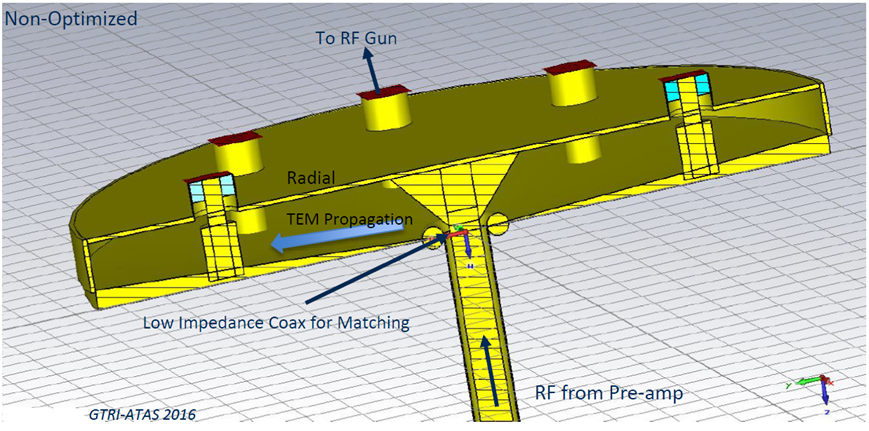 Non-Optimized
To RF Gun
Radial
TEM Propagation
Low Impedance Coax for Matching
RF from Pre-amp
GTRI-ATAS 2016